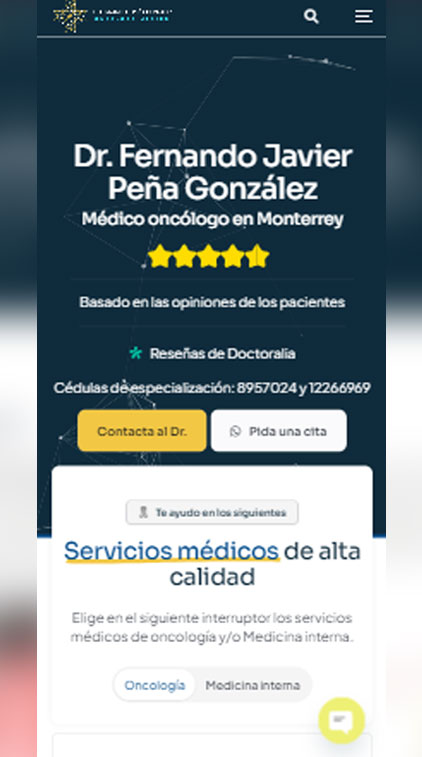 Dr. Fernando Javier
Peña González
Médico oncólogo en Monterrey
Basado en las opiniones de los pacientes
Reseñas de Doctoralia
Cédulas de especialización: 8957024 y 12266969
Contacta al Dr.
Pida una cita
Te ayudo en los siguientes
Servicios médicos de alta
calidad
Elige en el siguiente interruptor los servicios
médicos de oncología y/o Medicina interna.
Oncología
Medicina interna